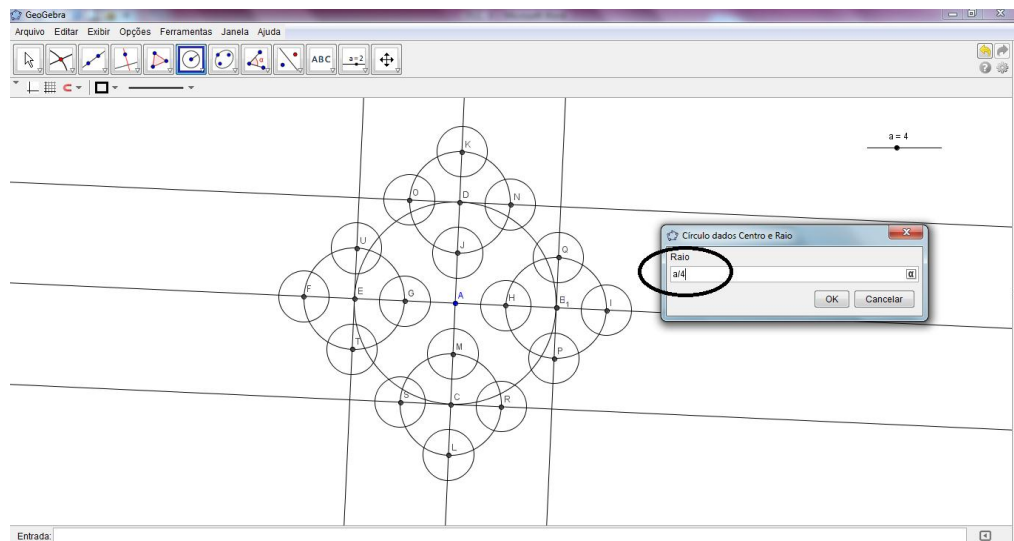 GeoGebra
Arquivo Editar Exibir Opções Ferramentas Janela Ajuda
ABC a=2
a = 4
K
O D N
U J Q
F E G A H B₁ I
T M P
S C R
L
Círculo dados Centro e Raio
Raio
a/4
α
OK Cancelar
Entrada: